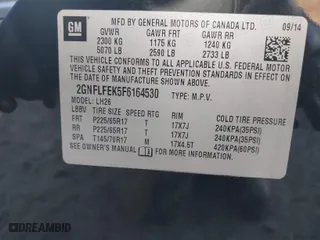 GM
MFD BY GENERAL MOTORS OF CANADA LTD. 09/14
GVWR GAWR FRT GAWR RR
2300 KG 1175 KG 1240 KG
5070 LB 2590 LB 2733 LB
THIS VEHICLE CONFORMS TO ALL APPLICABLE U.S. FEDERAL MOTOR
VEHICLE SAFETY AND THEFT PREVENTION STANDARDS IN EFFECT ON
THE DATE OF MANUFACTURE SHOWN ABOVE.
2GNFLFEK5F6164530 TYPE: M.P.V.
MODEL: LH26
LBBV TIRE SIZE SPEED RTG RIM COLD TIRE PRESSURE
FRT P225/65R17 T 17X7J 240KPA(35PSI)
RR P225/65R17 T 17X7J 240KPA(35PSI)
SPA T145/70R17 M 17X4.5T 420KPA(60PSI)
SEE OWNER'S MANUAL FOR ADDITIONAL INFORMATION
DREAMBID